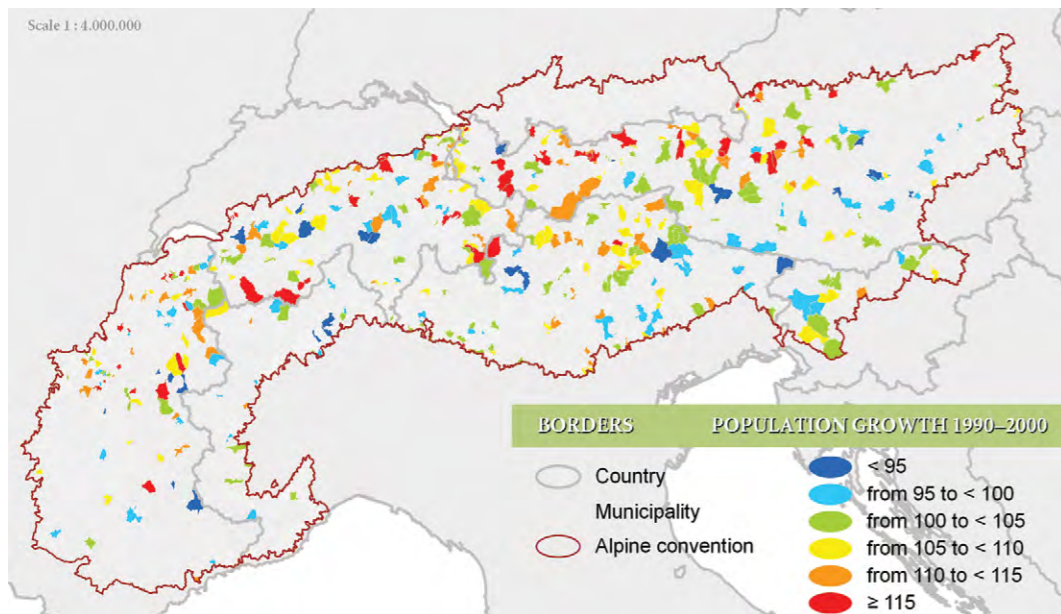 Scale 1 : 4.000.000
BORDERS
Country
Municipality
Alpine convention
POPULATION GROWTH 1990–2000
< 95
from 95 to < 100
from 100 to < 105
from 105 to < 110
from 110 to < 115
≥ 115